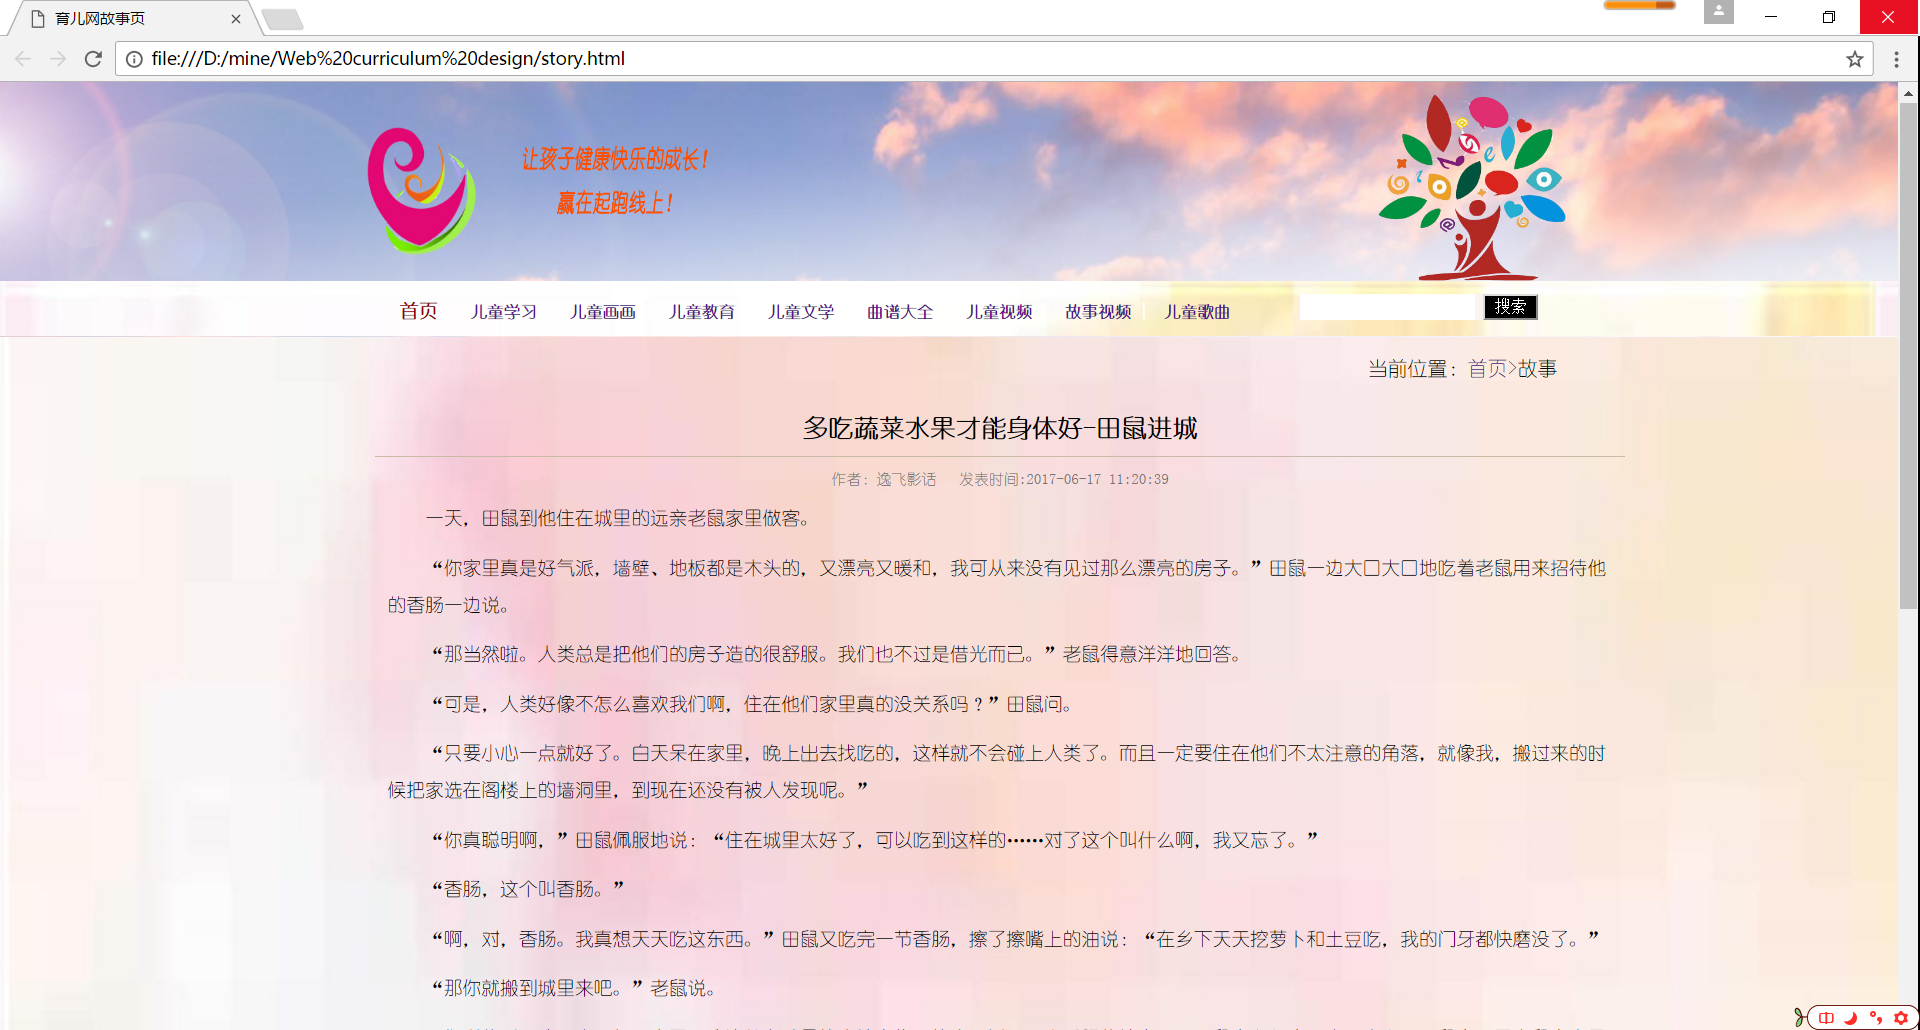 育儿网故事页
file:///D:/mine/Web%20curriculum%20design/story.html
让孩子健康快乐的成长！
赢在起跑线上！
首页 儿童学习 儿童画画 儿童教育 儿童文学 曲谱大全 儿童视频 故事视频 儿童歌曲 搜索
当前位置：首页>故事
多吃蔬菜水果才能身体好-田鼠进城
作者：逸飞影话 发表时间:2017-06-17 11:20:39
一天，田鼠到他住在城里的远亲老鼠家里做客。
“你家里真是好气派，墙壁、地板都是木头的，又漂亮又暖和，我可从来没有见过那么漂亮的房子。”田鼠一边大口大口地吃着老鼠用来招待他
的香肠一边说。
“那当然啦。人类总是把他们的房子造的很舒服。我们也不过是借光而已。”老鼠得意洋洋地回答。
“可是，人类好像不怎么喜欢我们啊，住在他们家里真的没关系吗？”田鼠问。
“只要小心一点就好了。白天呆在家里，晚上出去找吃的，这样就不会碰上人类了。而且一定要住在他们不太注意的角落，就像我，搬过来的时
候把家选在阁楼上的墙洞里，到现在还没有被人发现呢。”
“你真聪明啊，”田鼠佩服地说：“住在城里太好了，可以吃到这样的……对了这个叫什么啊，我又忘了。”
“香肠，这个叫香肠。”
“啊，对，香肠。我真想天天吃这东西。”田鼠又吃完一节香肠，擦了擦嘴上的油说：“在乡下天天挖萝卜和土豆吃，我的门牙都快磨没了。”
“那你就搬到城里来吧。”老鼠说。